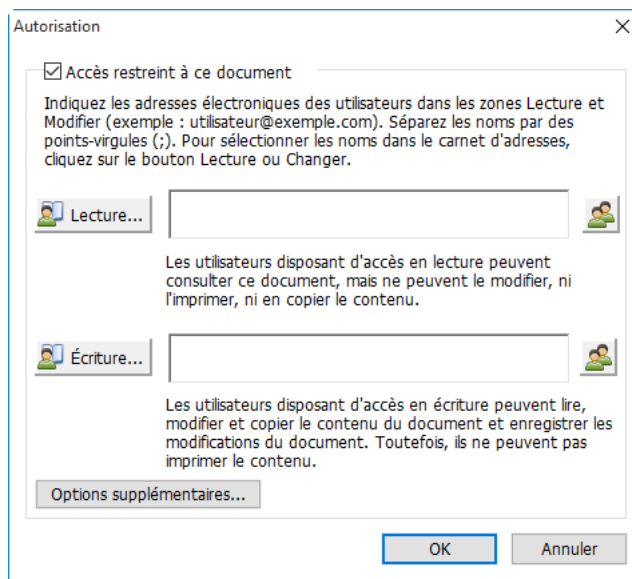 Autorisation
Accès restreint à ce document
Indiquez les adresses électroniques des utilisateurs dans les zones Lecture et
Modifier (exemple : utilisateur@exemple.com). Séparez les noms par des
points-virgules (;). Pour sélectionner les noms dans le carnet d'adresses,
cliquez sur le bouton Lecture ou Changer.
Lecture...
Les utilisateurs disposant d'accès en lecture peuvent
consulter ce document, mais ne peuvent le modifier, ni
l'imprimer, ni en copier le contenu.
Écriture...
Les utilisateurs disposant d'accès en écriture peuvent lire,
modifier et copier le contenu du document et enregistrer les
modifications du document. Toutefois, ils ne peuvent pas
imprimer le contenu.
Options supplémentaires...
OK Annuler